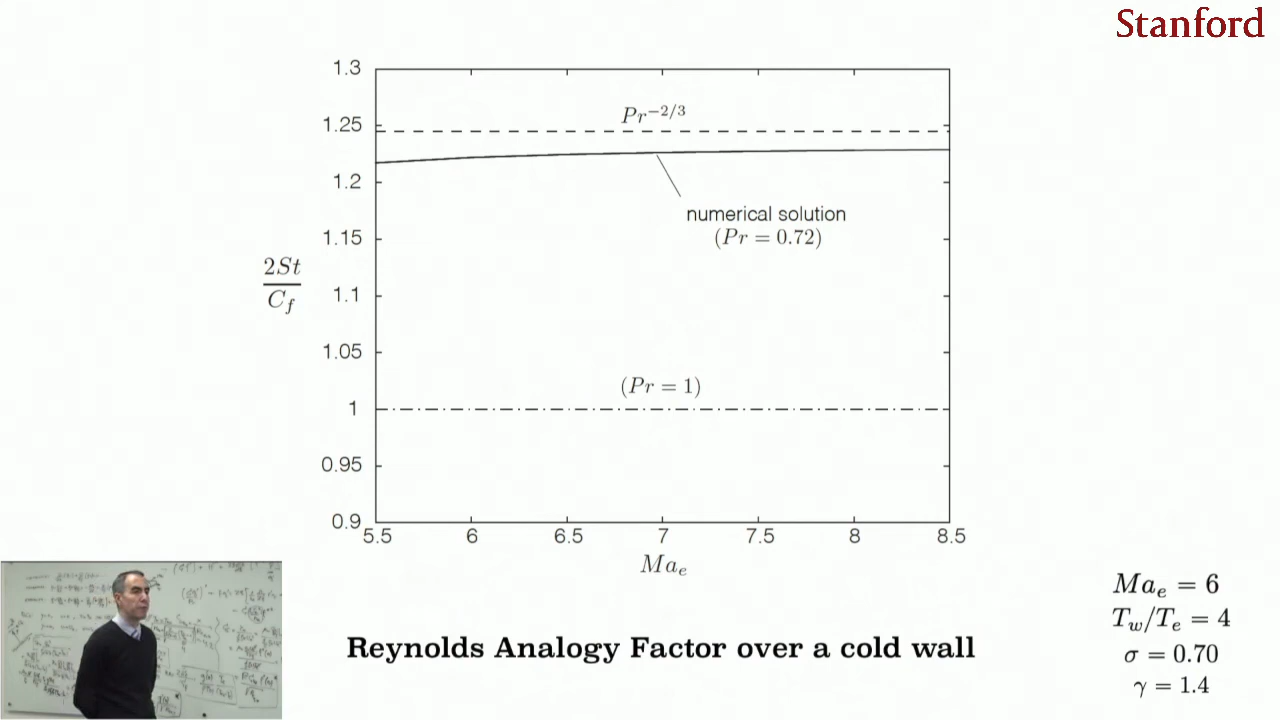 Stanford
1.3
1.25
1.2
1.15
1.1
1.05
1
0.95
0.9
2St
C_f
Pr^{-2/3}
numerical solution
(Pr = 0.72)
(Pr = 1)
5.5 6 6.5 7 7.5 8 8.5
Ma_e
Reynolds Analogy Factor over a cold wall
Ma_e = 6
T_w/T_e = 4
σ = 0.70
γ = 1.4